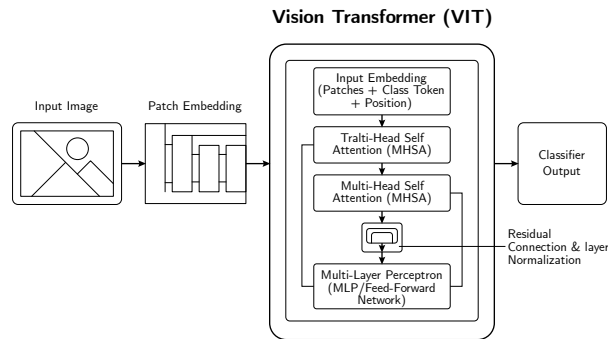 Vision Transformer (VIT)
Input Image
Patch Embedding
Input Embedding
(Patches + Class Token
+ Position)
Tralti-Head Self
Attention (MHSA)
Multi-Head Self
Attention (MHSA)
Residual
Connection & layer
Normalization
Multi-Layer Perceptron
(MLP/Feed-Forward
Network)
Classifier
Output